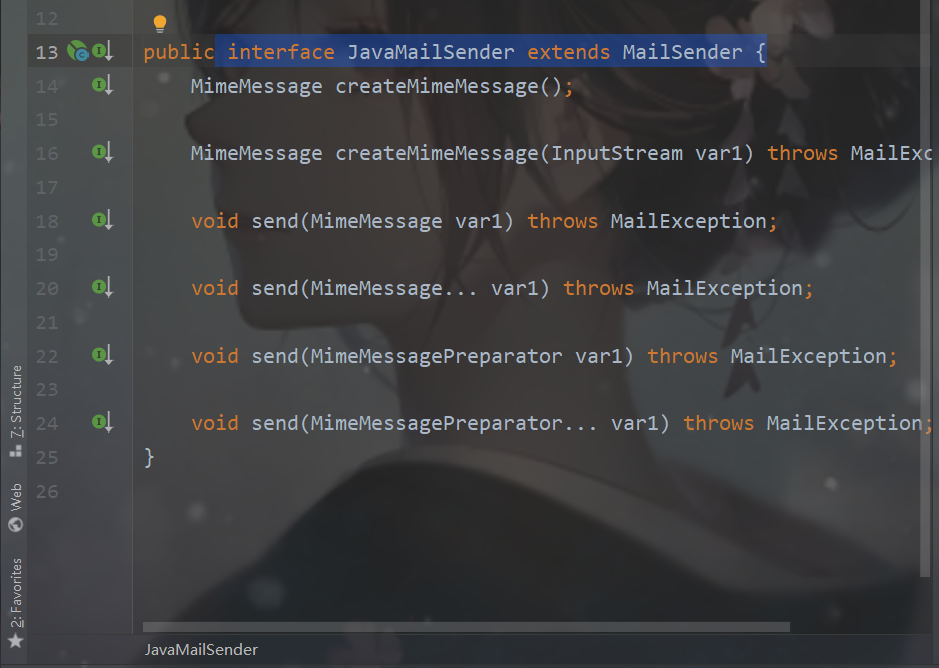 12
13 public interface JavaMailSender extends MailSender {
14 MimeMessage createMimeMessage();
15
16 MimeMessage createMimeMessage(InputStream var1) throws MailExc
17
18 void send(MimeMessage var1) throws MailException;
19
20 void send(MimeMessage... var1) throws MailException;
21
22 void send(MimeMessagePreparator var1) throws MailException;
23
24 void send(MimeMessagePreparator... var1) throws MailException;
25 }
26
Z: Structure
Web
2: Favorites
JavaMailSender